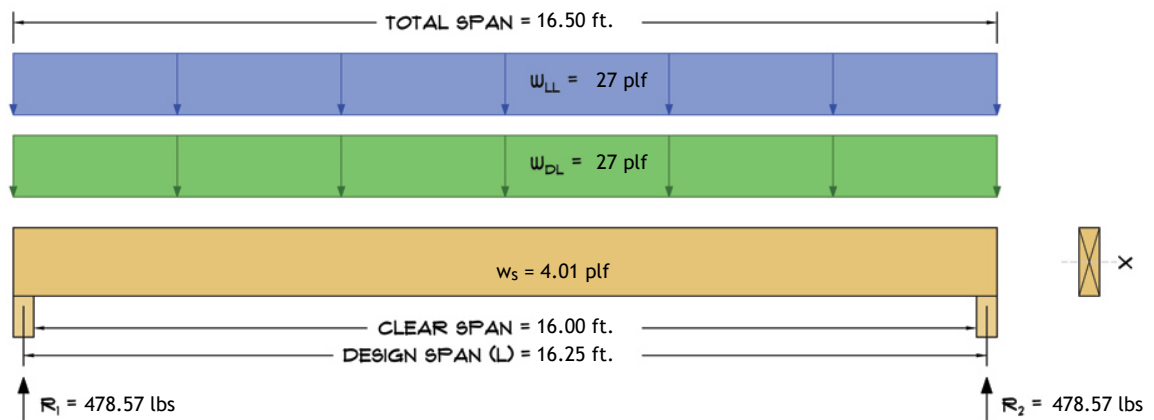 TOTAL SPAN = 16.50 ft.
wLL = 27 plf
wDL = 27 plf
ws = 4.01 plf
X
CLEAR SPAN = 16.00 ft.
DESIGN SPAN (L) = 16.25 ft.
R1 = 478.57 lbs
R2 = 478.57 lbs